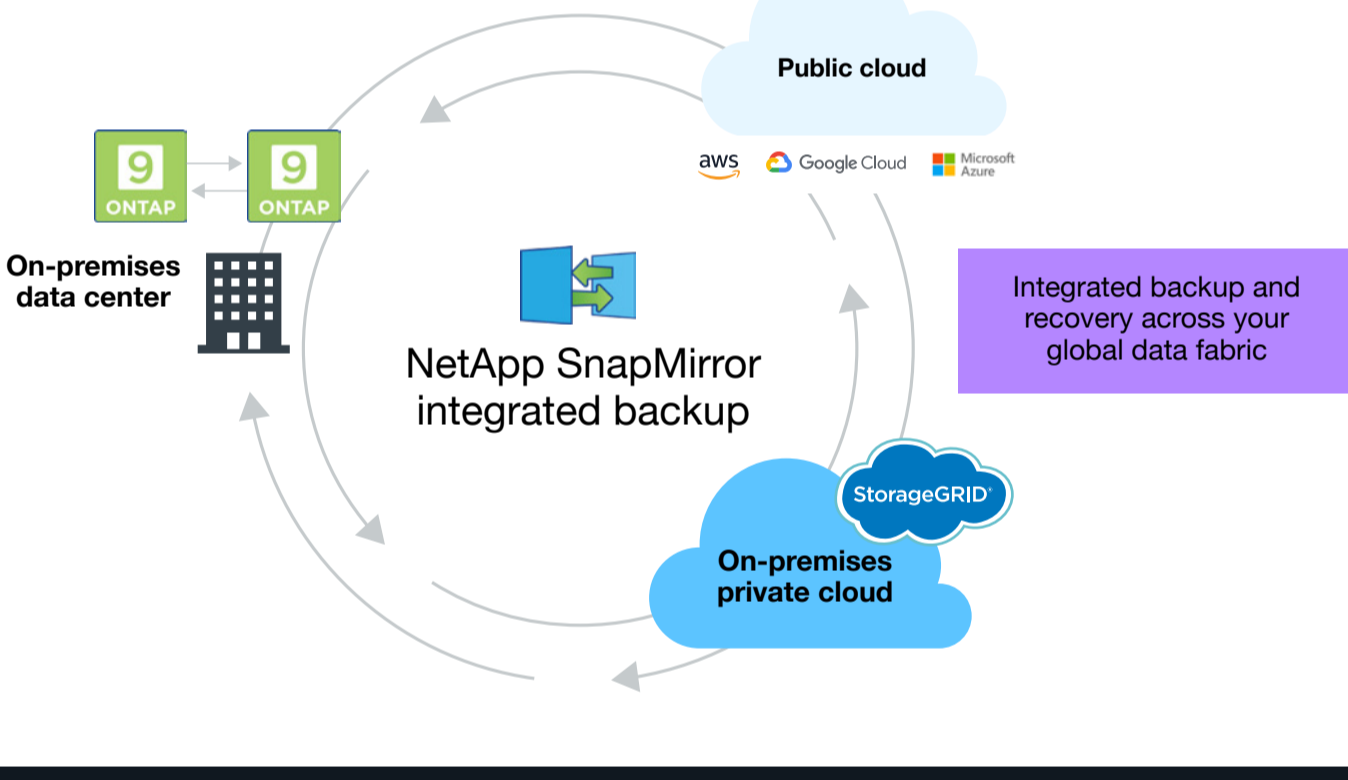 Public cloud
aws
Google Cloud
Microsoft
Azure
9
ONTAP
9
ONTAP
On-premises
data center
NetApp SnapMirror
integrated backup
Integrated backup and
recovery across your
global data fabric
StorageGRID®
On-premises
private cloud